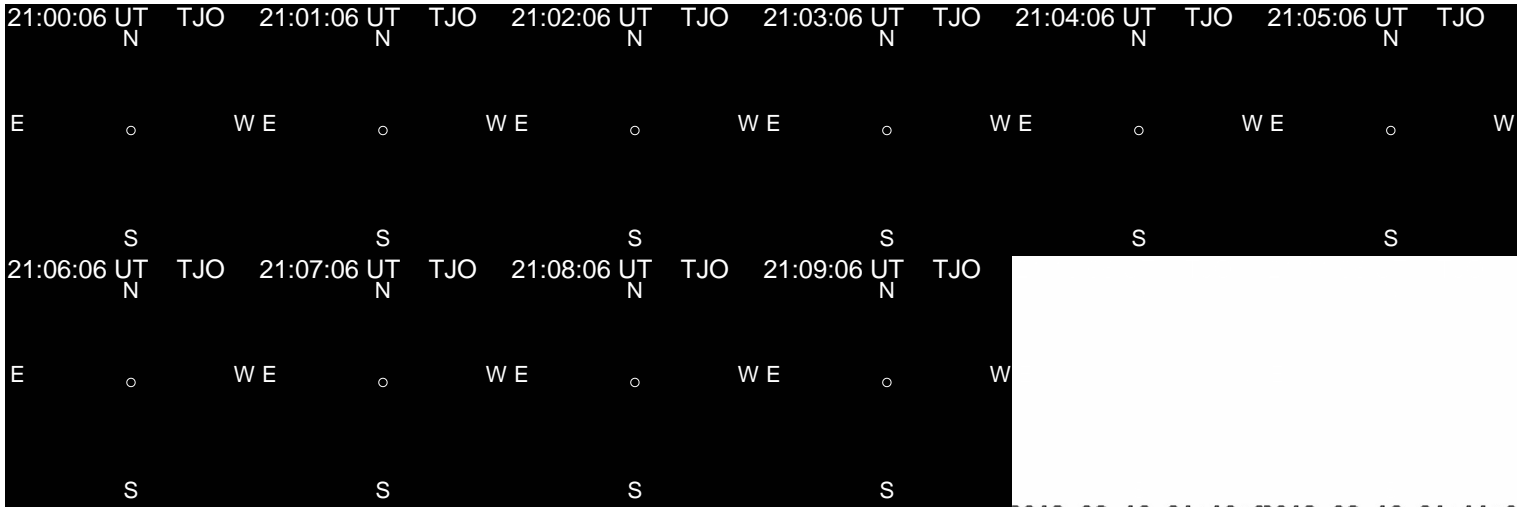 21:00:06 UT TJO 21:01:06 UT TJO 21:02:06 UT TJO 21:03:06 UT TJO 21:04:06 UT TJO 21:05:06 UT TJO
N N N N N N
E W E W E W E W E W E W
S S S S S S
21:06:06 UT TJO 21:07:06 UT TJO 21:08:06 UT TJO 21:09:06 UT TJO
N N N N
E W E W E W E W
S S S S